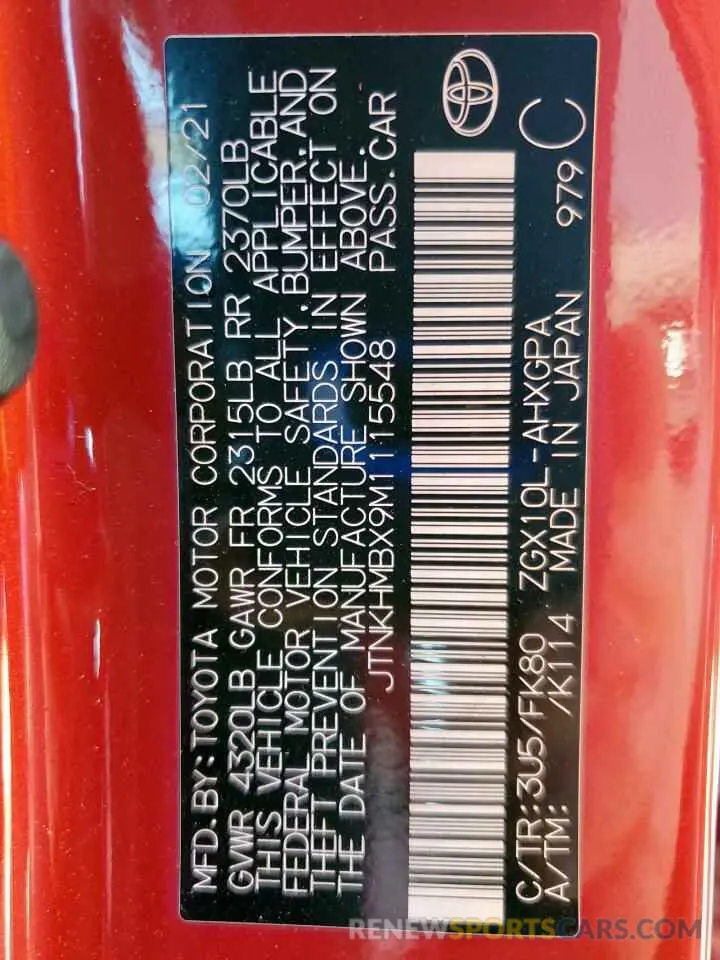 MFD.BY:TOYOTA MOTOR CORPORATION 02/21
GVWR 4320LB GAWR FR 2315LB RR 2370LB
THIS VEHICLE CONFORMS TO ALL APPLICABLE
FEDERAL MOTOR VEHICLE SAFETY,BUMPER,AND
THEFT PREVENTION STANDARDS IN EFFECT ON
THE DATE OF MANUFACTURE SHOWN ABOVE.
JTNKHMBX9M1115548 PASS.CAR
C/TR:3U5/FK80 ZGX10L-AHXGPA 979
A/TM: /K114 MADE IN JAPAN
C
RENEWSPORTSCARS.COM